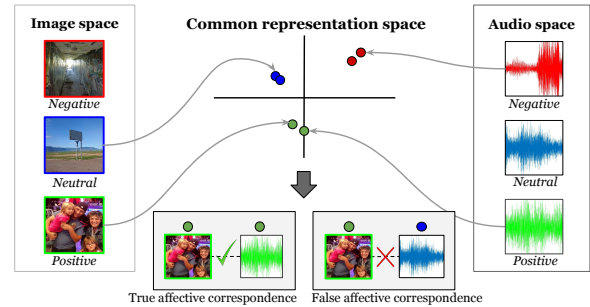 Image space
Common representation space
Audio space
Negative
Neutral
Positive
Negative
Neutral
Positive
True affective correspondence
False affective correspondence